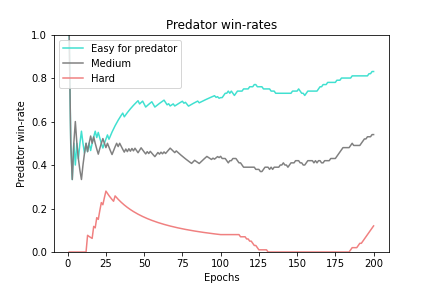 Predator win-rates
Predator win-rate
1.0
0.8
0.6
0.4
0.2
0.0
Easy for predator
Medium
Hard
0 25 50 75 100 125 150 175 200
Epochs